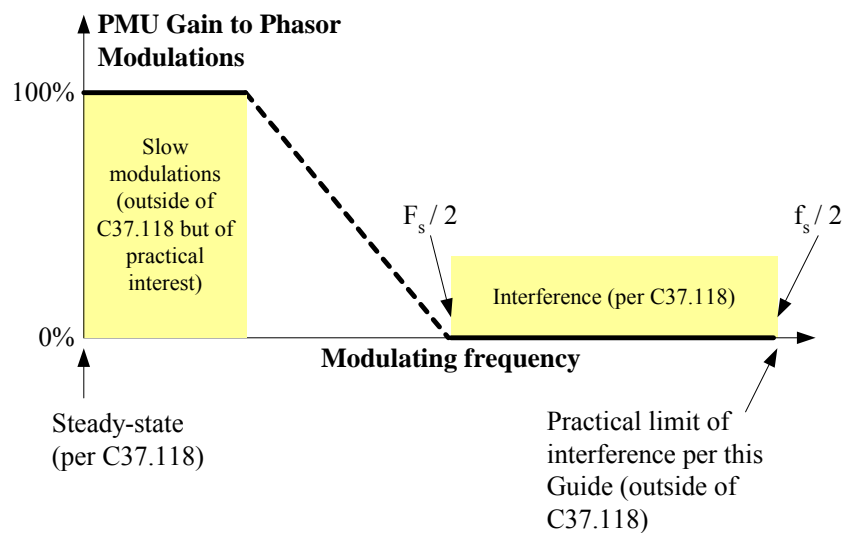 PMU Gain to Phasor
Modulations
100%
Slow
modulations
(outside of
C37.118 but of
practical
interest)
F_s / 2
f_s / 2
Interference (per C37.118)
0%
Modulating frequency
Steady-state
(per C37.118)
Practical limit of
interference per this
Guide (outside of
C37.118)